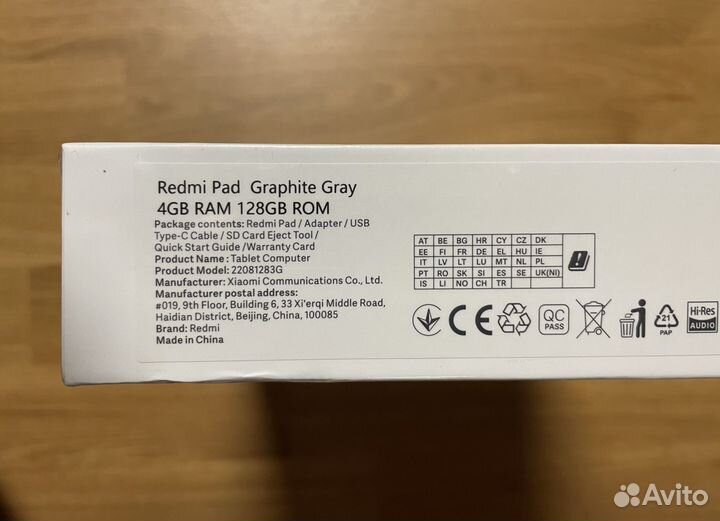 Redmi Pad Graphite Gray
4GB RAM 128GB ROM
Package contents: Redmi Pad / Adapter / USB
Type-C Cable / SD Card Eject Tool /
Quick Start Guide /Warranty Card
Product Name : Tablet Computer
Product Model: 22081283G
Manufacturer: Xiaomi Communications Co., Ltd.
Manufacturer postal address:
#019, 9th Floor, Building 6, 33 Xi'erqi Middle Road,
Haidian District, Beijing, China, 100085
Brand: Redmi
Made in China
AT BE BG HR CY CZ DK
EE FI FR DE EL HU IE
IT LV LT LU MT NL PL
PT RO SK SI ES SE UK(NI)
IS LI NO CH TR
CE
QC
PASS
21
PAP
Hi-Res
AUDIO
Avito